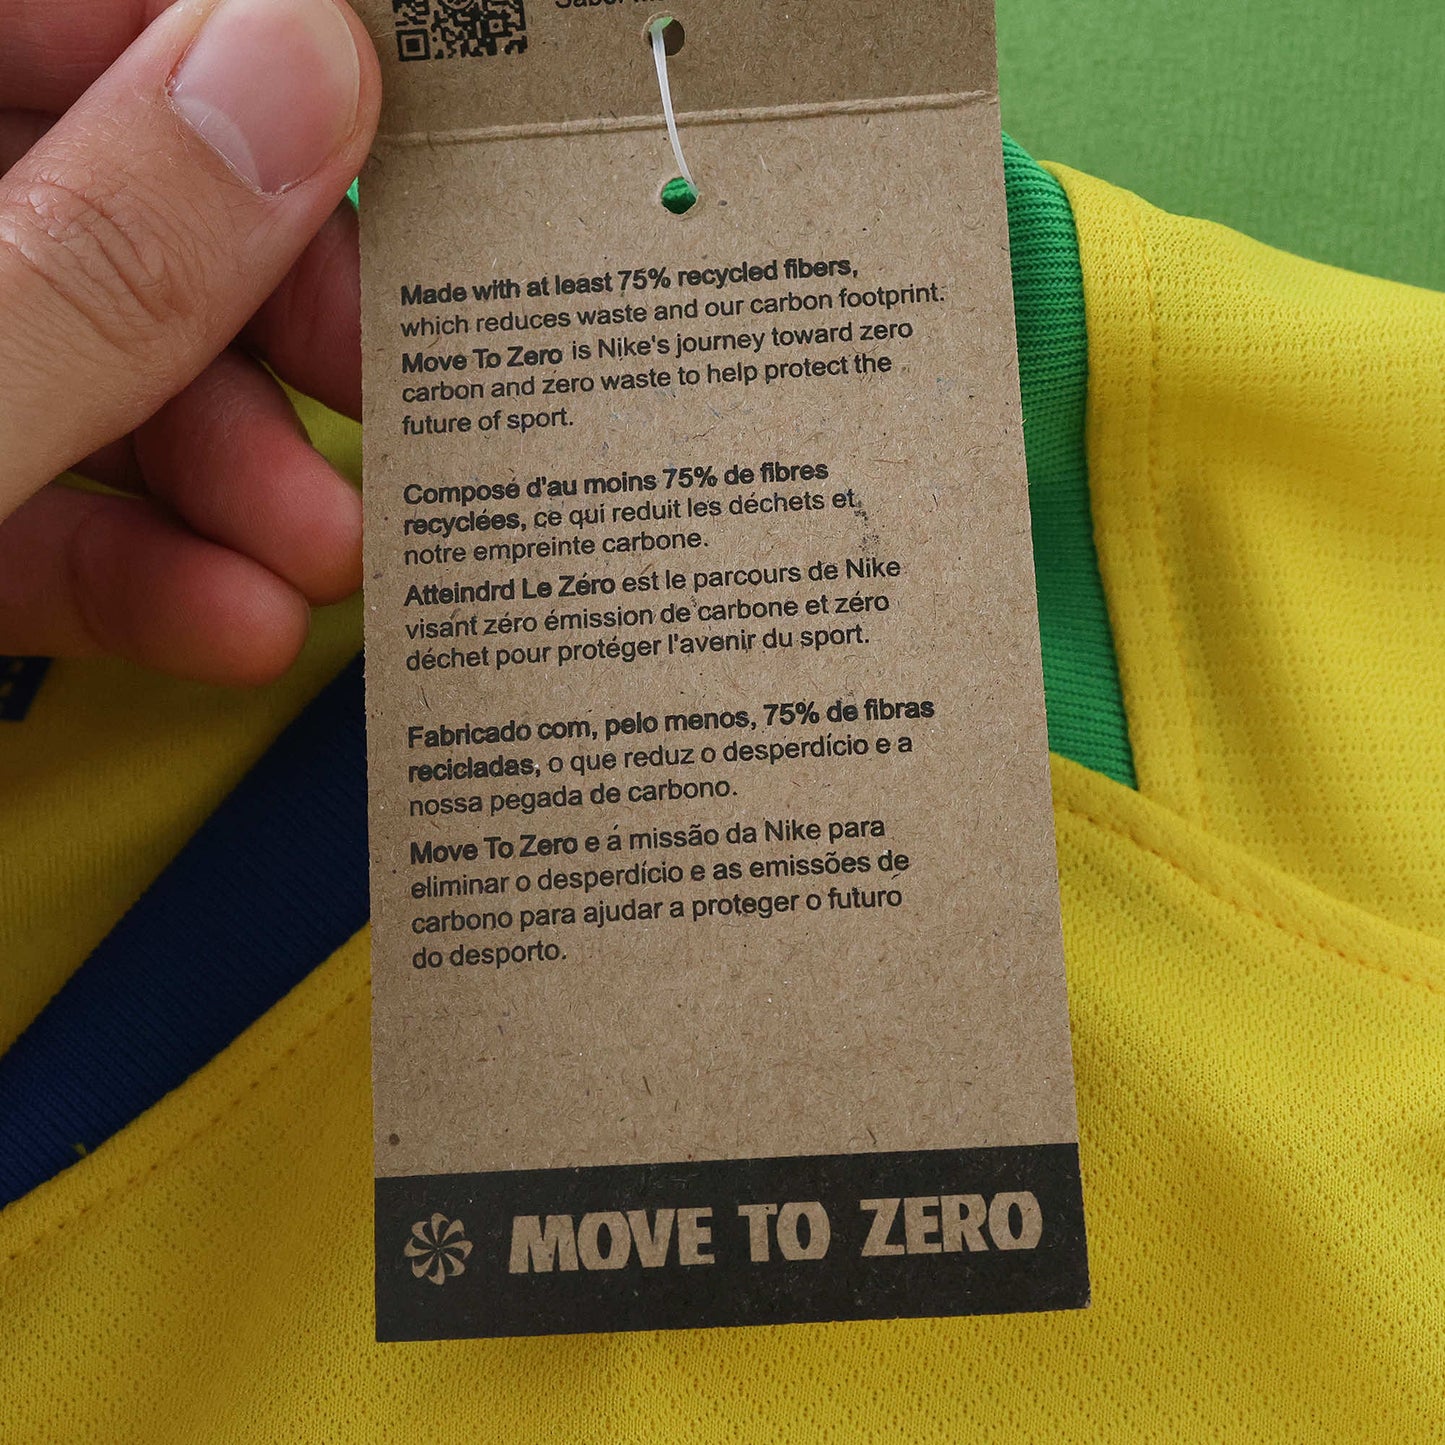 Made with at least 75% recycled fibers,
which reduces waste and our carbon footprint.
Move To Zero is Nike's journey toward zero
carbon and zero waste to help protect the
future of sport.
Composé d'au moins 75% de fibres
recyclées, ce qui reduit les déchets et
notre empreinte carbone.
Atteindrd Le Zéro est le parcours de Nike
visant zéro émission de carbone et zéro
déchet pour protéger l'avenir du sport.
Fabricado com, pelo menos, 75% de fibras
recicladas, o que reduz o desperdício e a
nossa pegada de carbono.
Move To Zero e á missão da Nike para
eliminar o desperdício e as emissões de
carbono para ajudar a proteger o futuro
do desporto.
MOVE TO ZERO